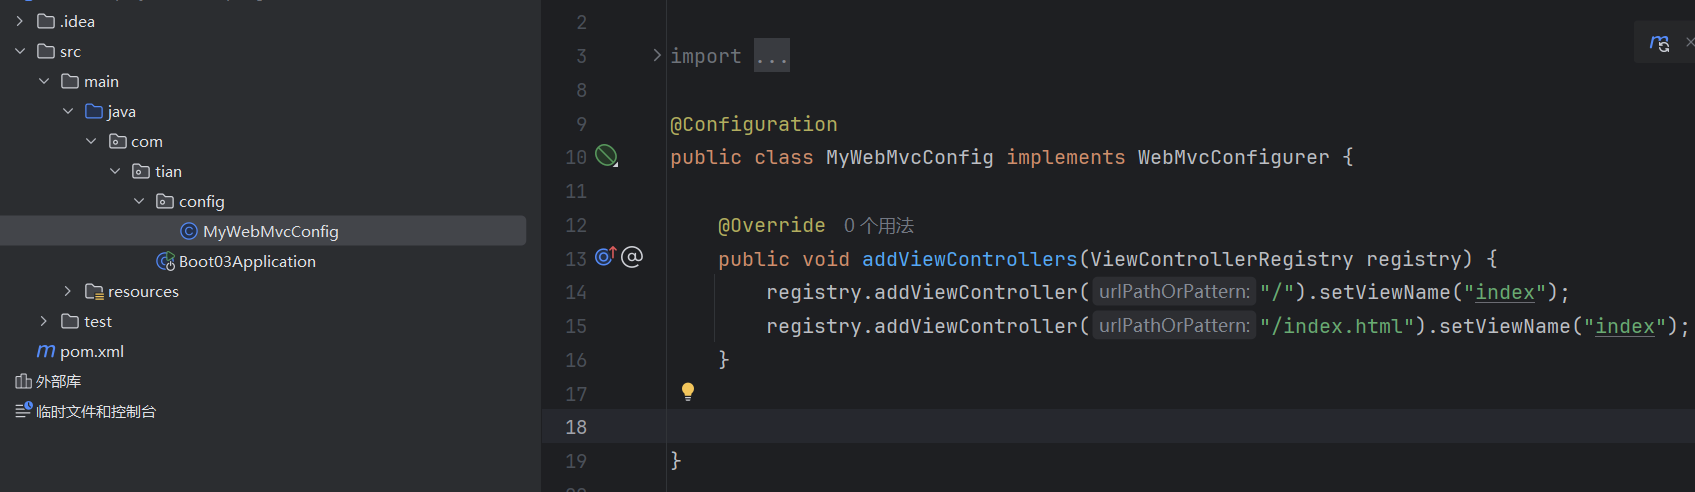 .idea
src
main
java
com
tian
config
MyWebMvcConfig
Boot03Application
resources
test
pom.xml
外部库
临时文件和控制台
2
3 import ...
8
9 @Configuration
10 public class MyWebMvcConfig implements WebMvcConfigurer {
11
12 @Override 0 个用法
13 public void addViewControllers(ViewControllerRegistry registry) {
14 registry.addViewController( urlPathOrPattern: "/").setViewName("index");
15 registry.addViewController( urlPathOrPattern: "/index.html").setViewName("index");
16 }
17
18
19 }